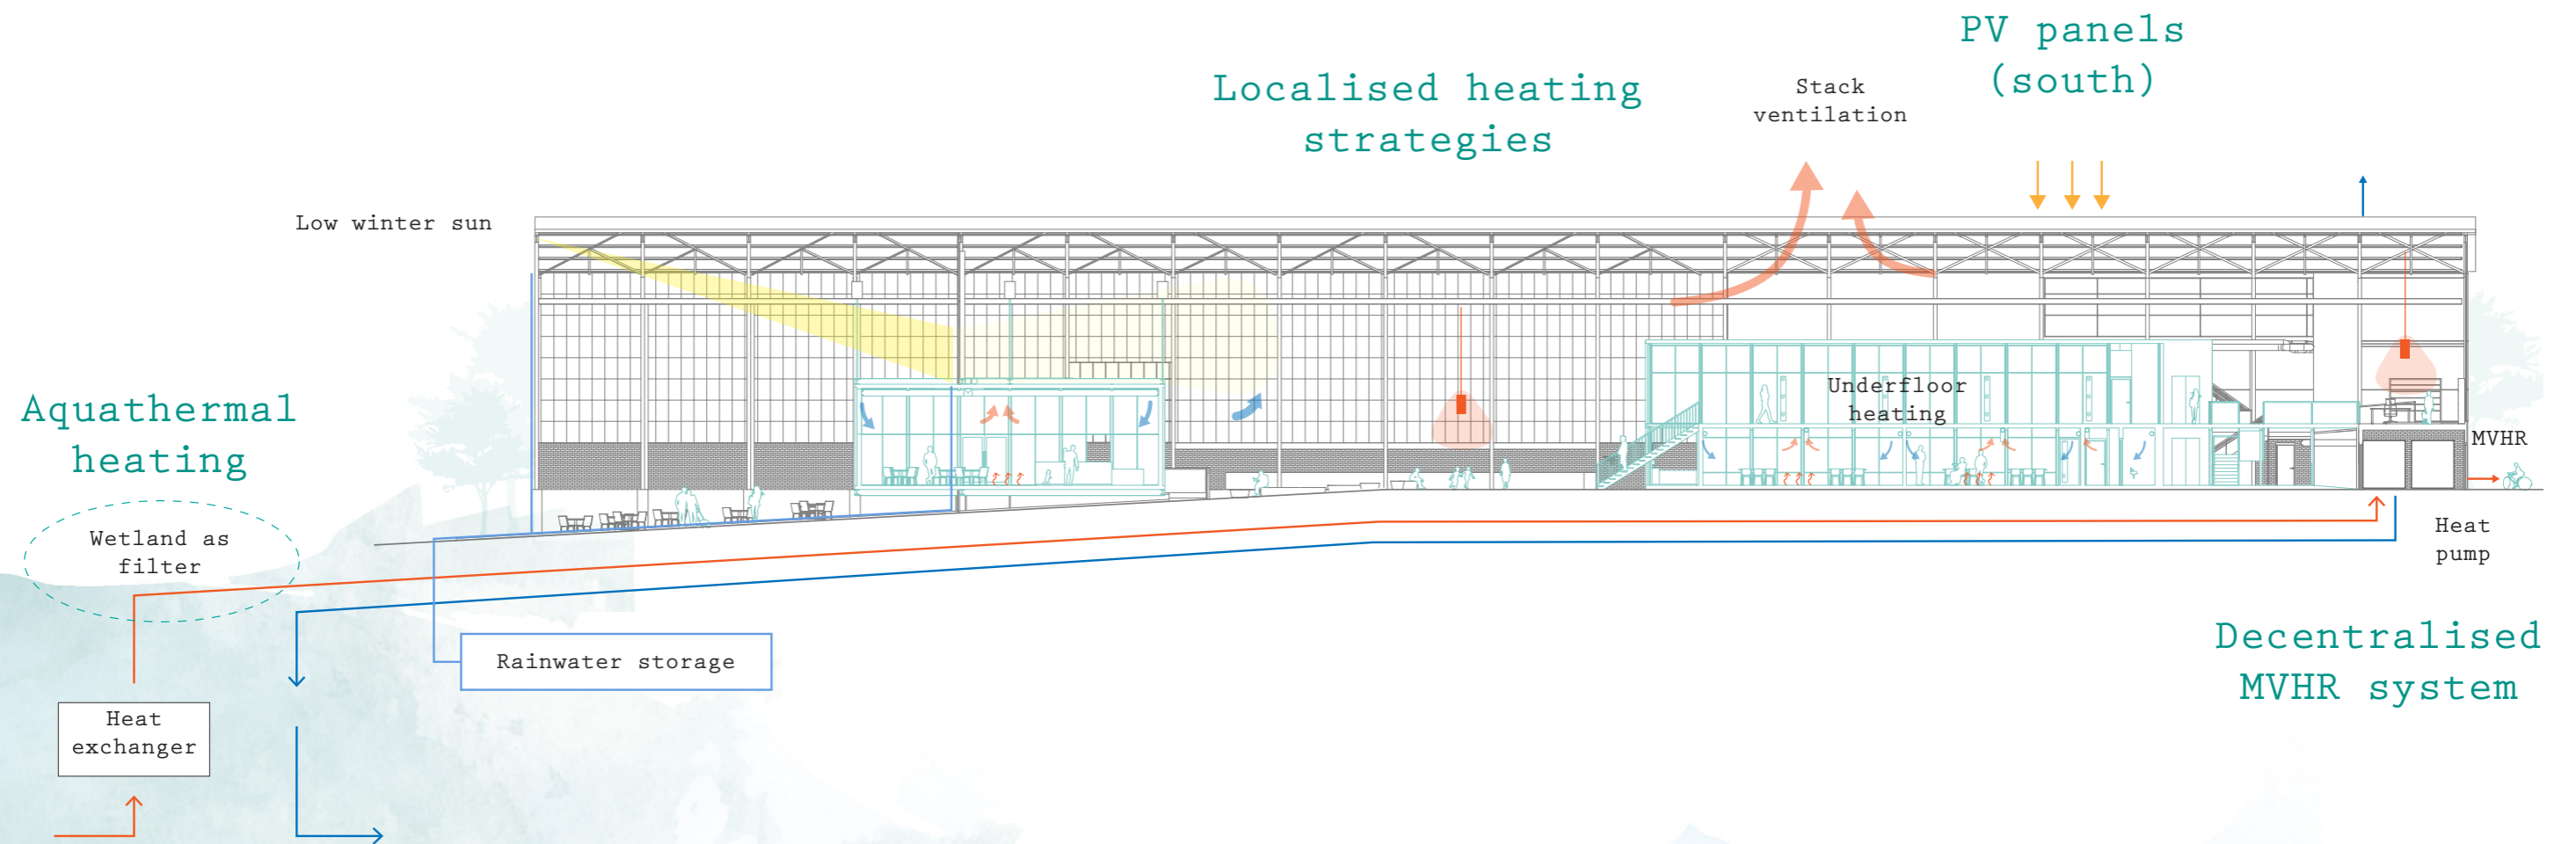 PV panels
(south)
Localised heating
strategies
Stack
ventilation
Low winter sun
Aquathermal
heating
Underfloor
heating
MVHR
Wetland as
filter
Heat
pump
Rainwater storage
Decentralised
MVHR system
Heat
exchanger